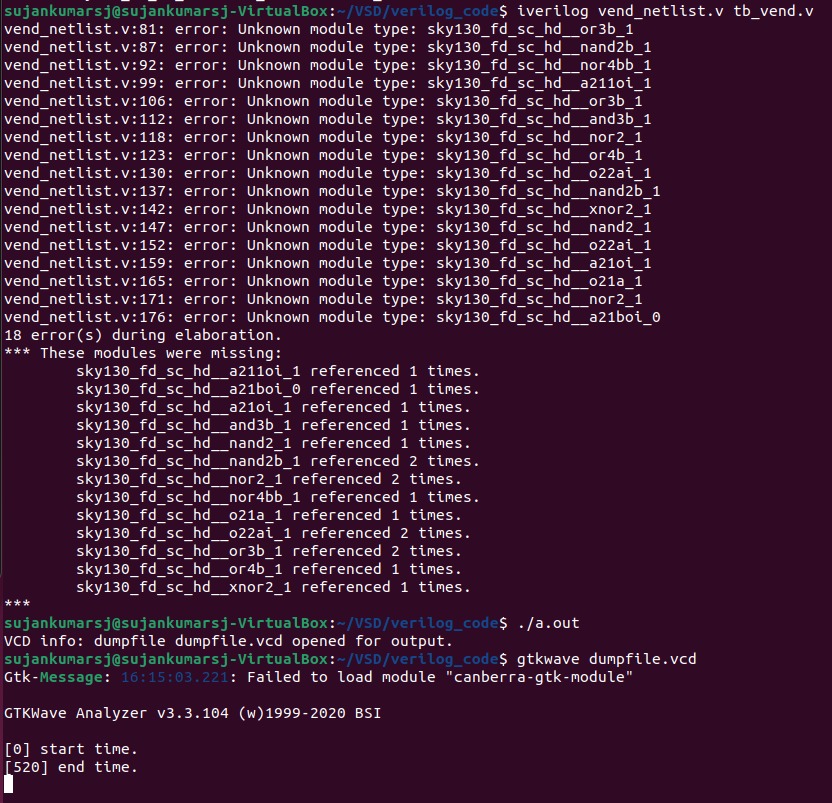 sujankumarsj@sujankumarsj-VirtualBox:~/VSD/verilog_code$ iverilog vend_netlist.v tb_vend.v
vend_netlist.v:81: error: Unknown module type: sky130_fd_sc_hd__or3b_1
vend_netlist.v:87: error: Unknown module type: sky130_fd_sc_hd__nand2b_1
vend_netlist.v:92: error: Unknown module type: sky130_fd_sc_hd__nor4bb_1
vend_netlist.v:99: error: Unknown module type: sky130_fd_sc_hd__a211oi_1
vend_netlist.v:106: error: Unknown module type: sky130_fd_sc_hd__or3b_1
vend_netlist.v:112: error: Unknown module type: sky130_fd_sc_hd__and3b_1
vend_netlist.v:118: error: Unknown module type: sky130_fd_sc_hd__nor2_1
vend_netlist.v:123: error: Unknown module type: sky130_fd_sc_hd__or4b_1
vend_netlist.v:130: error: Unknown module type: sky130_fd_sc_hd__o22ai_1
vend_netlist.v:137: error: Unknown module type: sky130_fd_sc_hd__nand2b_1
vend_netlist.v:142: error: Unknown module type: sky130_fd_sc_hd__xnor2_1
vend_netlist.v:147: error: Unknown module type: sky130_fd_sc_hd__nand2_1
vend_netlist.v:152: error: Unknown module type: sky130_fd_sc_hd__o22ai_1
vend_netlist.v:159: error: Unknown module type: sky130_fd_sc_hd__a21oi_1
vend_netlist.v:165: error: Unknown module type: sky130_fd_sc_hd__o21a_1
vend_netlist.v:171: error: Unknown module type: sky130_fd_sc_hd__nor2_1
vend_netlist.v:176: error: Unknown module type: sky130_fd_sc_hd__a21boi_0
18 error(s) during elaboration.
*** These modules were missing:
        sky130_fd_sc_hd__a211oi_1 referenced 1 times.
        sky130_fd_sc_hd__a21boi_0 referenced 1 times.
        sky130_fd_sc_hd__a21oi_1 referenced 1 times.
        sky130_fd_sc_hd__and3b_1 referenced 1 times.
        sky130_fd_sc_hd__nand2_1 referenced 1 times.
        sky130_fd_sc_hd__nand2b_1 referenced 2 times.
        sky130_fd_sc_hd__nor2_1 referenced 2 times.
        sky130_fd_sc_hd__nor4bb_1 referenced 1 times.
        sky130_fd_sc_hd__o21a_1 referenced 1 times.
        sky130_fd_sc_hd__o22ai_1 referenced 2 times.
        sky130_fd_sc_hd__or3b_1 referenced 2 times.
        sky130_fd_sc_hd__or4b_1 referenced 1 times.
        sky130_fd_sc_hd__xnor2_1 referenced 1 times.
***
sujankumarsj@sujankumarsj-VirtualBox:~/VSD/verilog_code$ ./a.out
VCD info: dumpfile dumpfile.vcd opened for output.
sujankumarsj@sujankumarsj-VirtualBox:~/VSD/verilog_code$ gtkwave dumpfile.vcd
Gtk-Message: 16:15:03.221: Failed to load module "canberra-gtk-module"
GTKWave Analyzer v3.3.104 (w)1999-2020 BSI
[0] start time.
[520] end time.